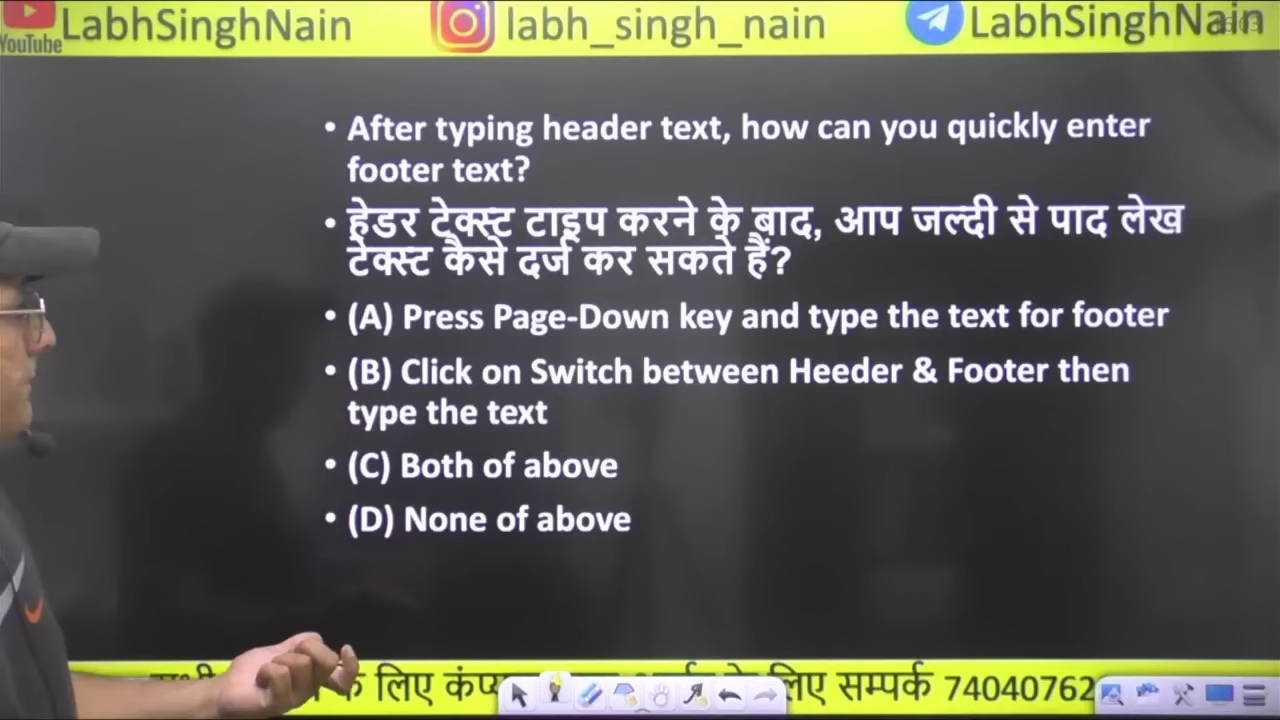 LabhSinghNain labh_singh_nain LabhSinghNain
YouTube
• After typing header text, how can you quickly enter
footer text?
• हेडर टेक्स्ट टाइप करने के बाद, आप जल्दी से पाद लेख
टेक्स्ट कैसे दर्ज कर सकते हैं?
• (A) Press Page-Down key and type the text for footer
• (B) Click on Switch between Heeder & Footer then
type the text
• (C) Both of above
• (D) None of above
के लिए लिए सम्पर्क 74040762